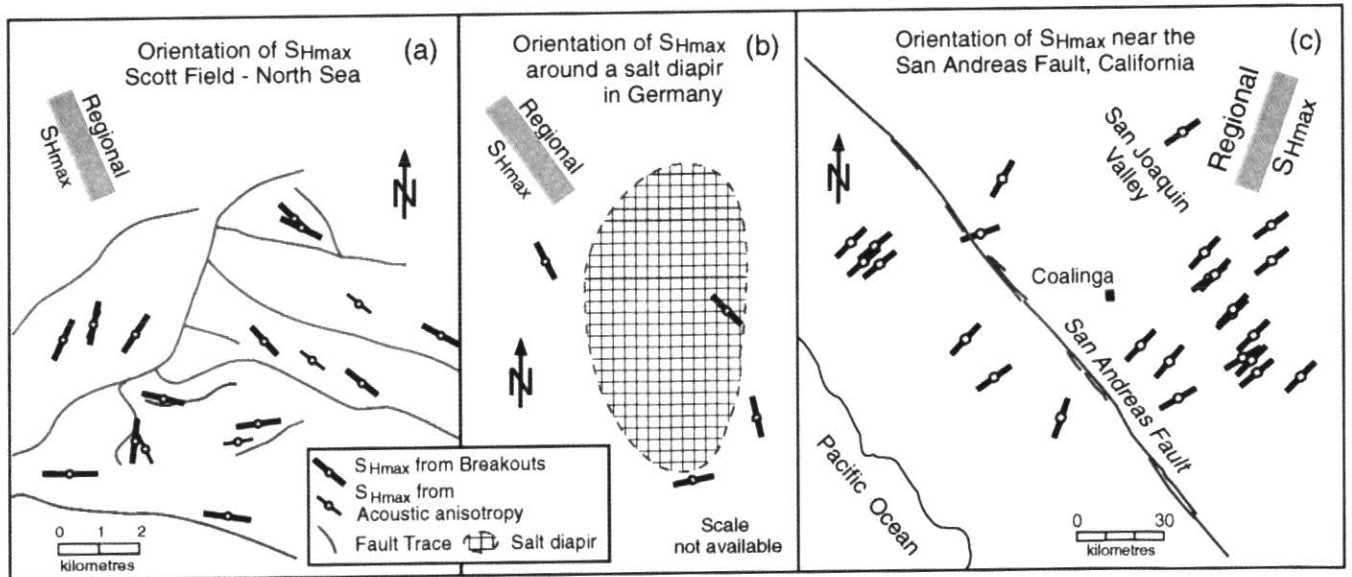 Orientation of SHmax
Scott Field - North Sea
(a)
Regional
SHmax
N
0 1 2
kilometres
SHmax from Breakouts
SHmax from
Acoustic anisotropy
Fault Trace
Salt diapir
Orientation of SHmax
around a salt diapir
in Germany
(b)
Regional
SHmax
N
Scale
not available
Orientation of SHmax near the
San Andreas Fault, California
(c)
N
San Joaquin
Valley
Regional
SHmax
Coalinga
San Andreas Fault
Pacific Ocean
0 30
kilometres